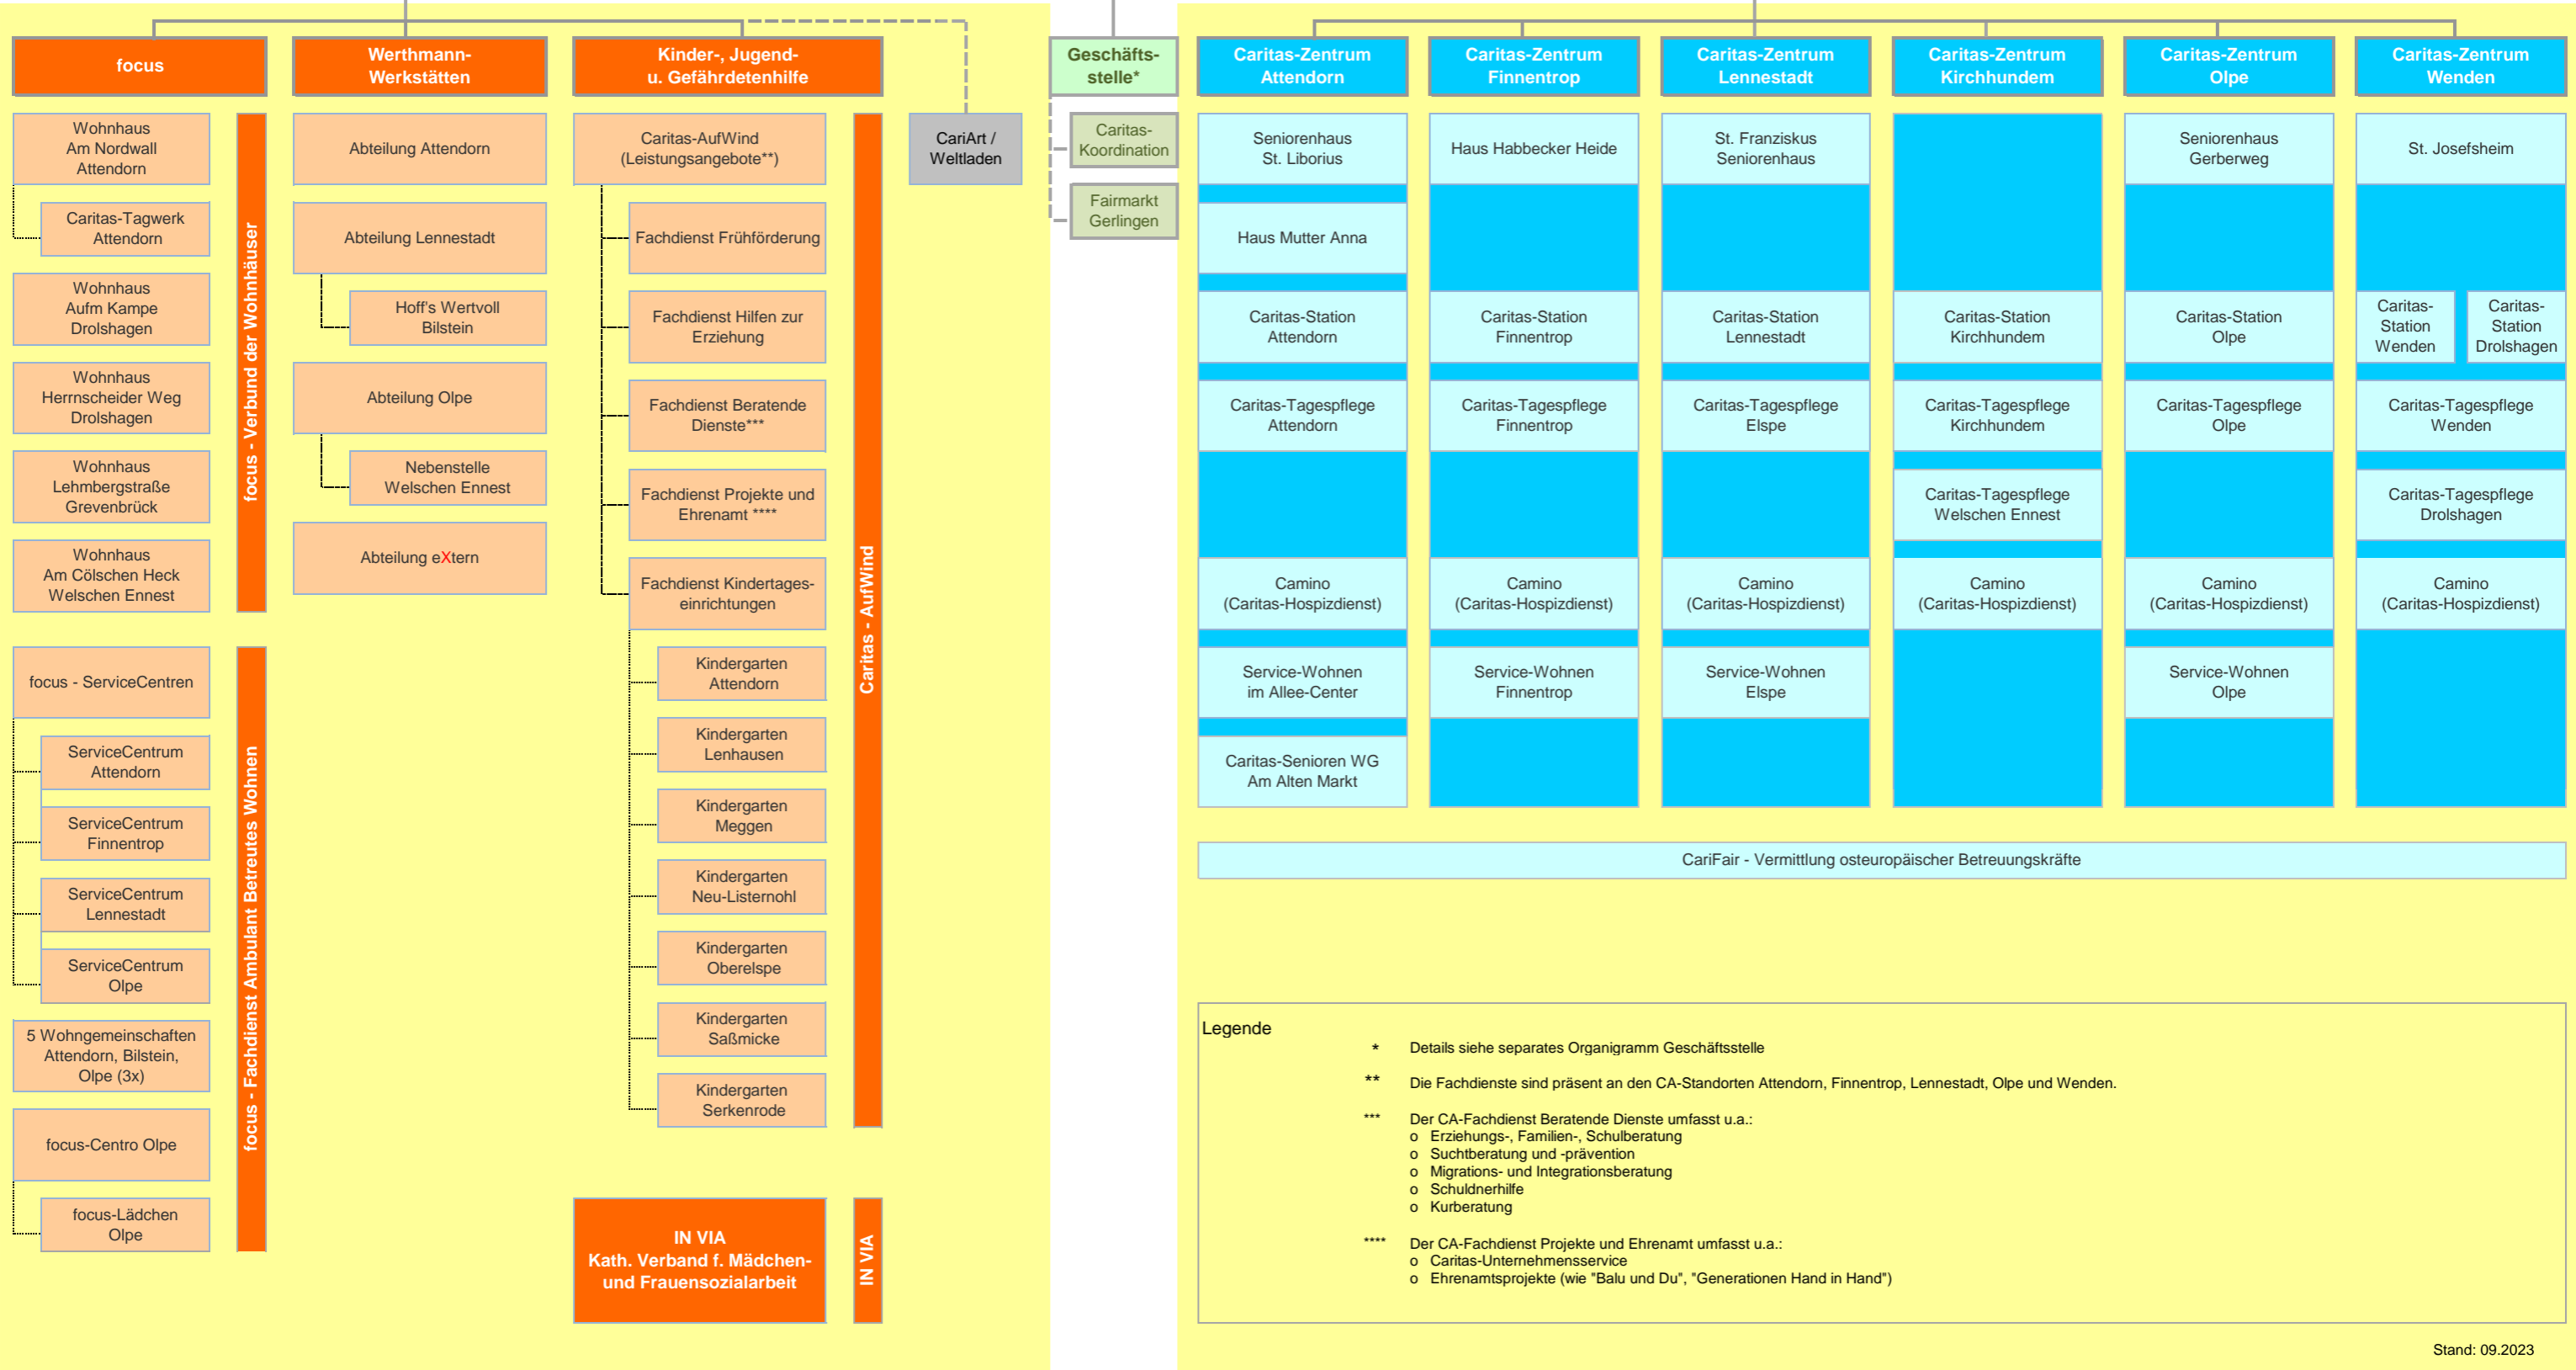 focus
Werthmann-
Werkstätten
Kinder-, Jugend-
u. Gefährdetenhilfe
Geschäfts-
stelle*
Caritas-Zentrum
Attendorn
Caritas-Zentrum
Finnentrop
Caritas-Zentrum
Lennestadt
Caritas-Zentrum
Kirchhundem
Caritas-Zentrum
Olpe
Caritas-Zentrum
Wenden
Wohnhaus
Am Nordwall
Attendorn
Caritas-Tagwerk
Attendorn
Wohnhaus
Aufm Kampe
Drolshagen
Wohnhaus
Herrnscheider Weg
Drolshagen
Wohnhaus
Lehmbergstraße
Grevenbrück
Wohnhaus
Am Cölschen Heck
Welschen Ennest
focus - Verbund der Wohnhäuser
focus - ServiceCentren
ServiceCentrum
Attendorn
ServiceCentrum
Finnentrop
ServiceCentrum
Lennestadt
ServiceCentrum
Olpe
5 Wohngemeinschaften
Attendorn, Bilstein,
Olpe (3x)
focus-Centro Olpe
focus-Lädchen
Olpe
focus - Fachdienst Ambulant Betreutes Wohnen
Abteilung Attendorn
Abteilung Lennestadt
Hoff's Wertvoll
Bilstein
Abteilung Olpe
Nebenstelle
Welschen Ennest
Abteilung eXtern
Caritas-AufWind
(Leistungsangebote**)
Fachdienst Frühförderung
Fachdienst Hilfen zur
Erziehung
Fachdienst Beratende
Dienste***
Fachdienst Projekte und
Ehrenamt ****
Fachdienst Kindertages-
einrichtungen
Kindergarten
Attendorn
Kindergarten
Lenhausen
Kindergarten
Meggen
Kindergarten
Neu-Listernohl
Kindergarten
Oberelspe
Kindergarten
Saßmicke
Kindergarten
Serkenrode
Caritas - AufWind
IN VIA
Kath. Verband f. Mädchen-
und Frauensozialarbeit
IN VIA
CariArt /
Weltladen
Caritas-
Koordination
Fairmarkt
Gerlingen
Seniorenhaus
St. Liborius
Haus Mutter Anna
Caritas-Station
Attendorn
Caritas-Tagespflege
Attendorn
Camino
(Caritas-Hospizdienst)
Service-Wohnen
im Allee-Center
Caritas-Senioren WG
Am Alten Markt
Haus Habbecker Heide
Caritas-Station
Finnentrop
Caritas-Tagespflege
Finnentrop
Camino
(Caritas-Hospizdienst)
Service-Wohnen
Finnentrop
St. Franziskus
Seniorenhaus
Caritas-Station
Lennestadt
Caritas-Tagespflege
Elspe
Camino
(Caritas-Hospizdienst)
Service-Wohnen
Elspe
Caritas-Station
Kirchhundem
Caritas-Tagespflege
Kirchhundem
Caritas-Tagespflege
Welschen Ennest
Camino
(Caritas-Hospizdienst)
Seniorenhaus
Gerberweg
Caritas-Station
Olpe
Caritas-Tagespflege
Olpe
Camino
(Caritas-Hospizdienst)
Service-Wohnen
Olpe
St. Josefsheim
Caritas-
Station
Wenden
Caritas-
Station
Drolshagen
Caritas-Tagespflege
Wenden
Caritas-Tagespflege
Drolshagen
Camino
(Caritas-Hospizdienst)
CariFair - Vermittlung osteuropäischer Betreuungskräfte
Legende
* Details siehe separates Organigramm Geschäftsstelle
** Die Fachdienste sind präsent an den CA-Standorten Attendorn, Finnentrop, Lennestadt, Olpe und Wenden.
*** Der CA-Fachdienst Beratende Dienste umfasst u.a.:
o Erziehungs-, Familien-, Schulberatung
o Suchtberatung und -prävention
o Migrations- und Integrationsberatung
o Schuldnerhilfe
o Kurberatung
**** Der CA-Fachdienst Projekte und Ehrenamt umfasst u.a.:
o Caritas-Unternehmensservice
o Ehrenamtsprojekte (wie "Balu und Du", "Generationen Hand in Hand")
Stand: 09.2023